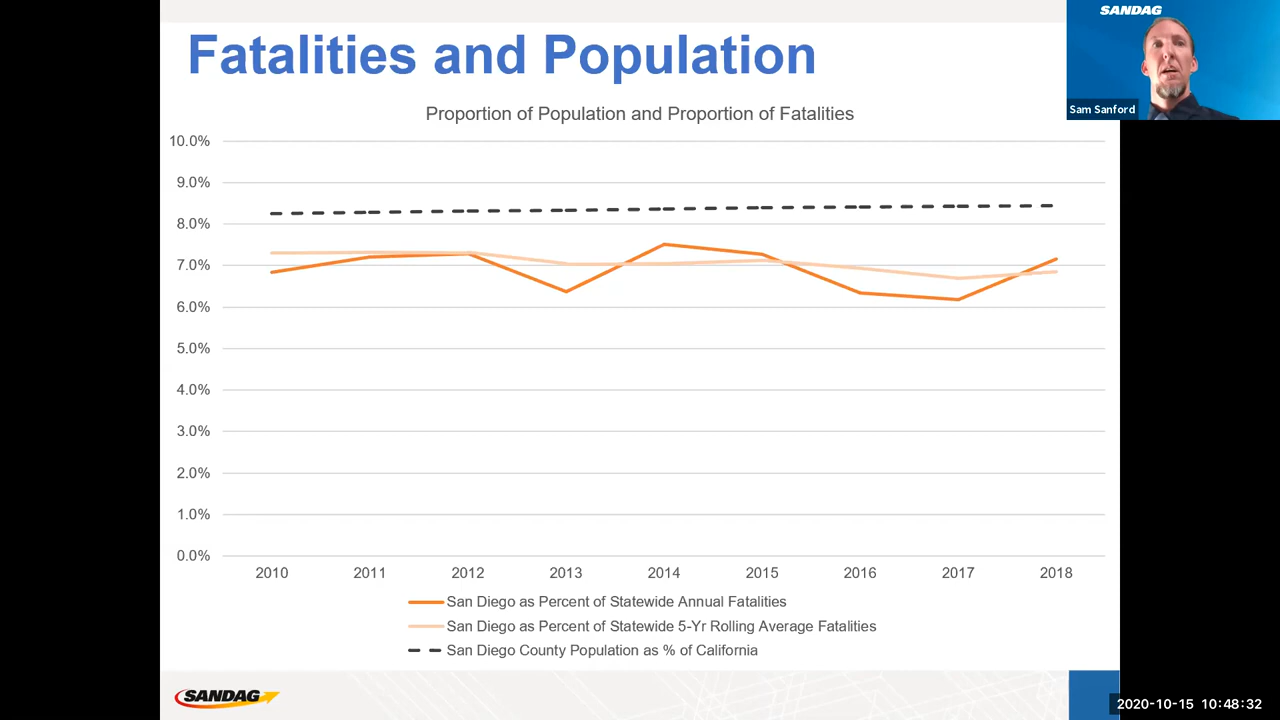 SANDAG
Fatalities and Population
Sam Sanford
Proportion of Population and Proportion of Fatalities
10.0%
9.0%
8.0%
7.0%
6.0%
5.0%
4.0%
3.0%
2.0%
1.0%
0.0%
2010 2011 2012 2013 2014 2015 2016 2017 2018
San Diego as Percent of Statewide Annual Fatalities
San Diego as Percent of Statewide 5-Yr Rolling Average Fatalities
San Diego County Population as % of California
SANDAG
2020-10-15 10:48:32